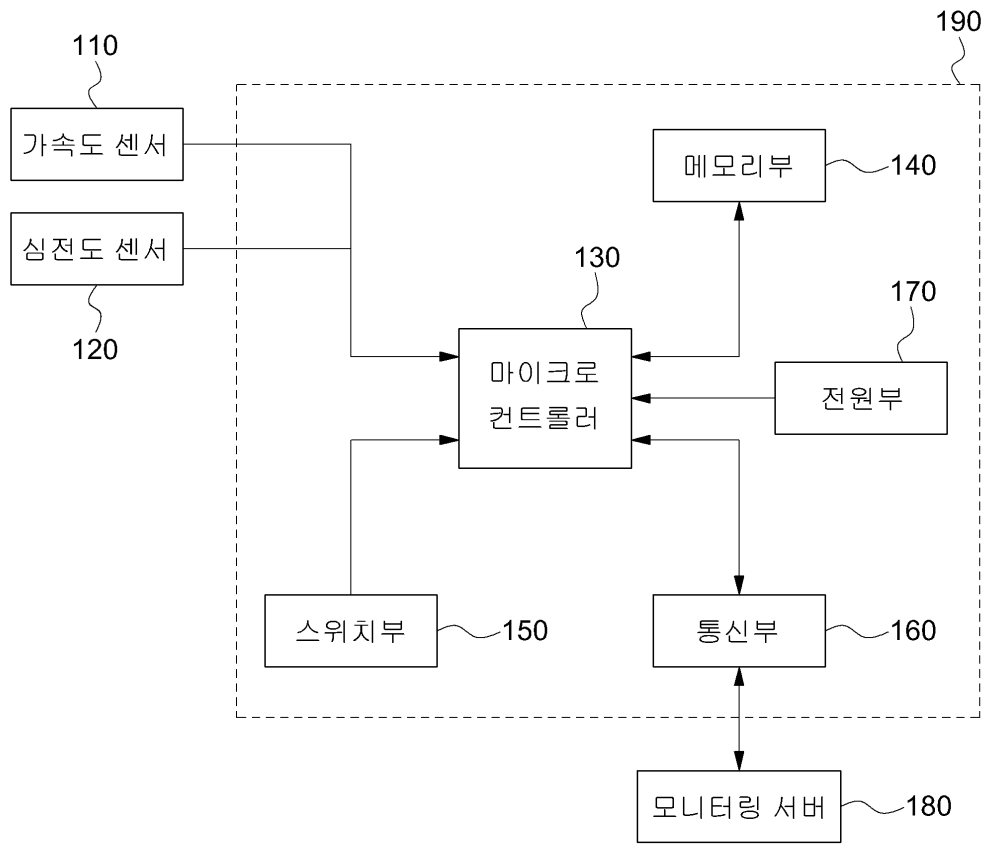 190
110
가속도 센서
메모리부
140
심전도 센서
120
130
170
마이크로
컨트롤러
전원부
스위치부
150
통신부
160
모니터링 서버
180